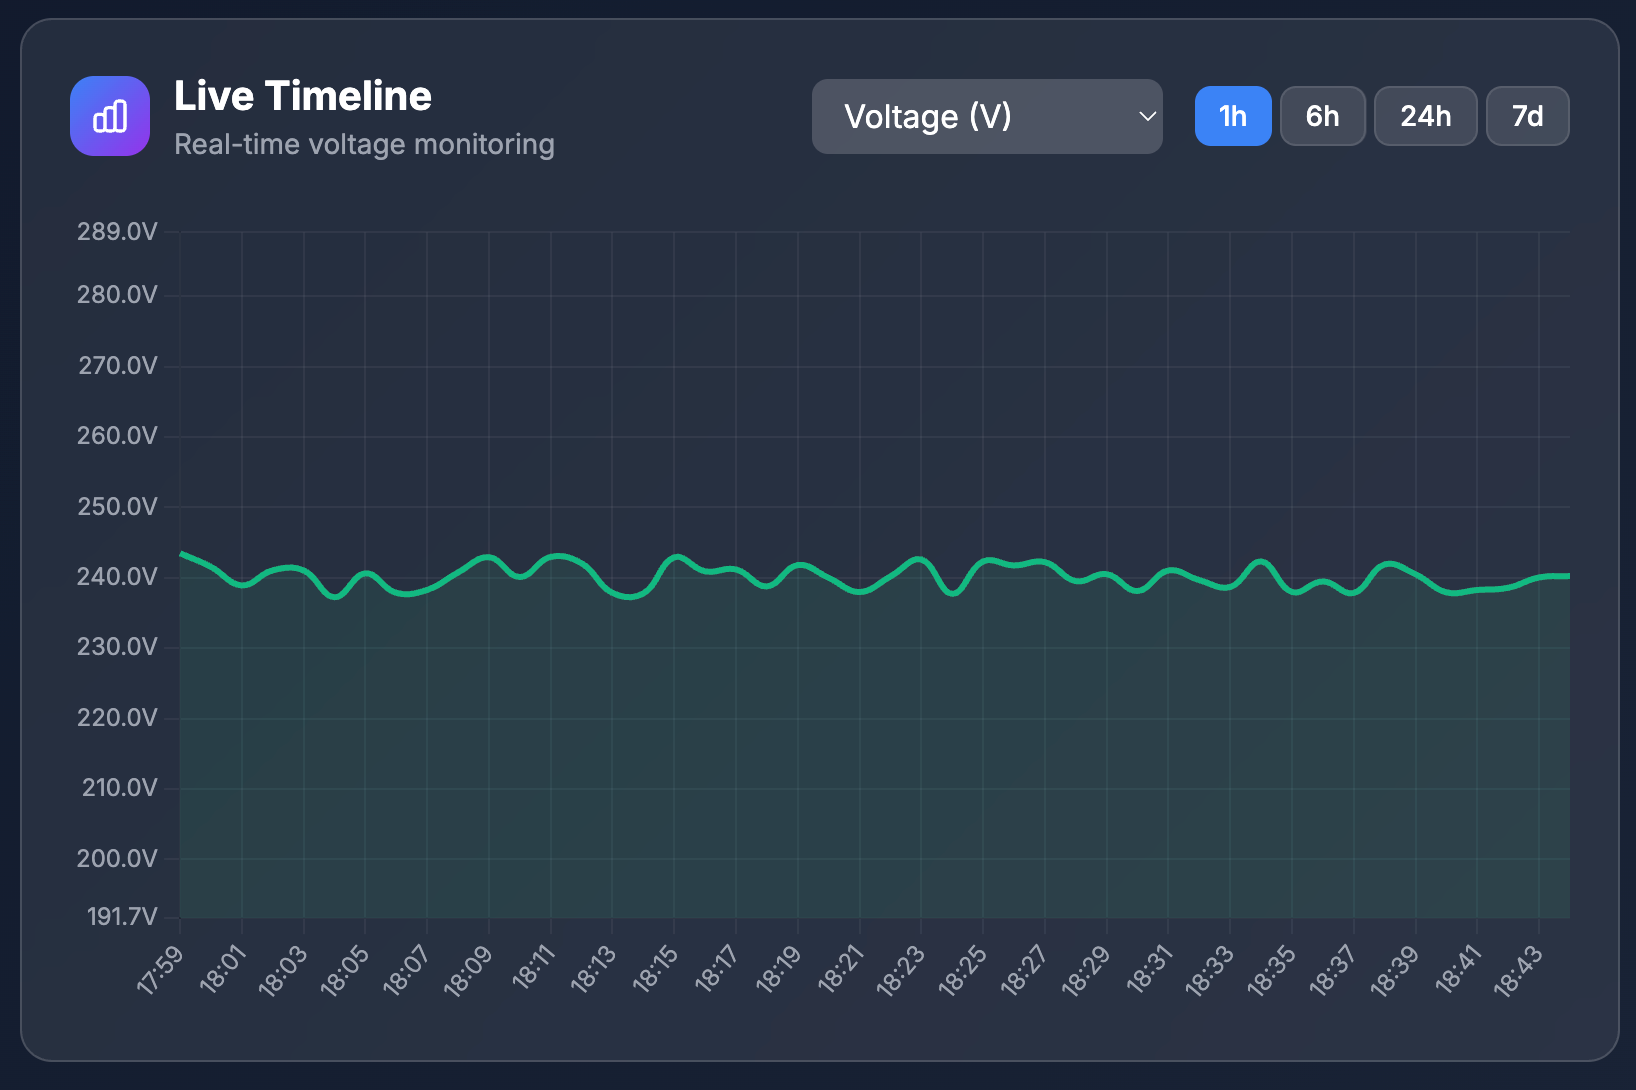 Live Timeline
Real-time voltage monitoring
Voltage (V)
1h
6h
24h
7d
289.0V
280.0V
270.0V
260.0V
250.0V
240.0V
230.0V
220.0V
210.0V
200.0V
191.7V
17:59
18:01
18:03
18:05
18:07
18:09
18:11
18:13
18:15
18:17
18:19
18:21
18:23
18:25
18:27
18:29
18:31
18:33
18:35
18:37
18:39
18:41
18:43